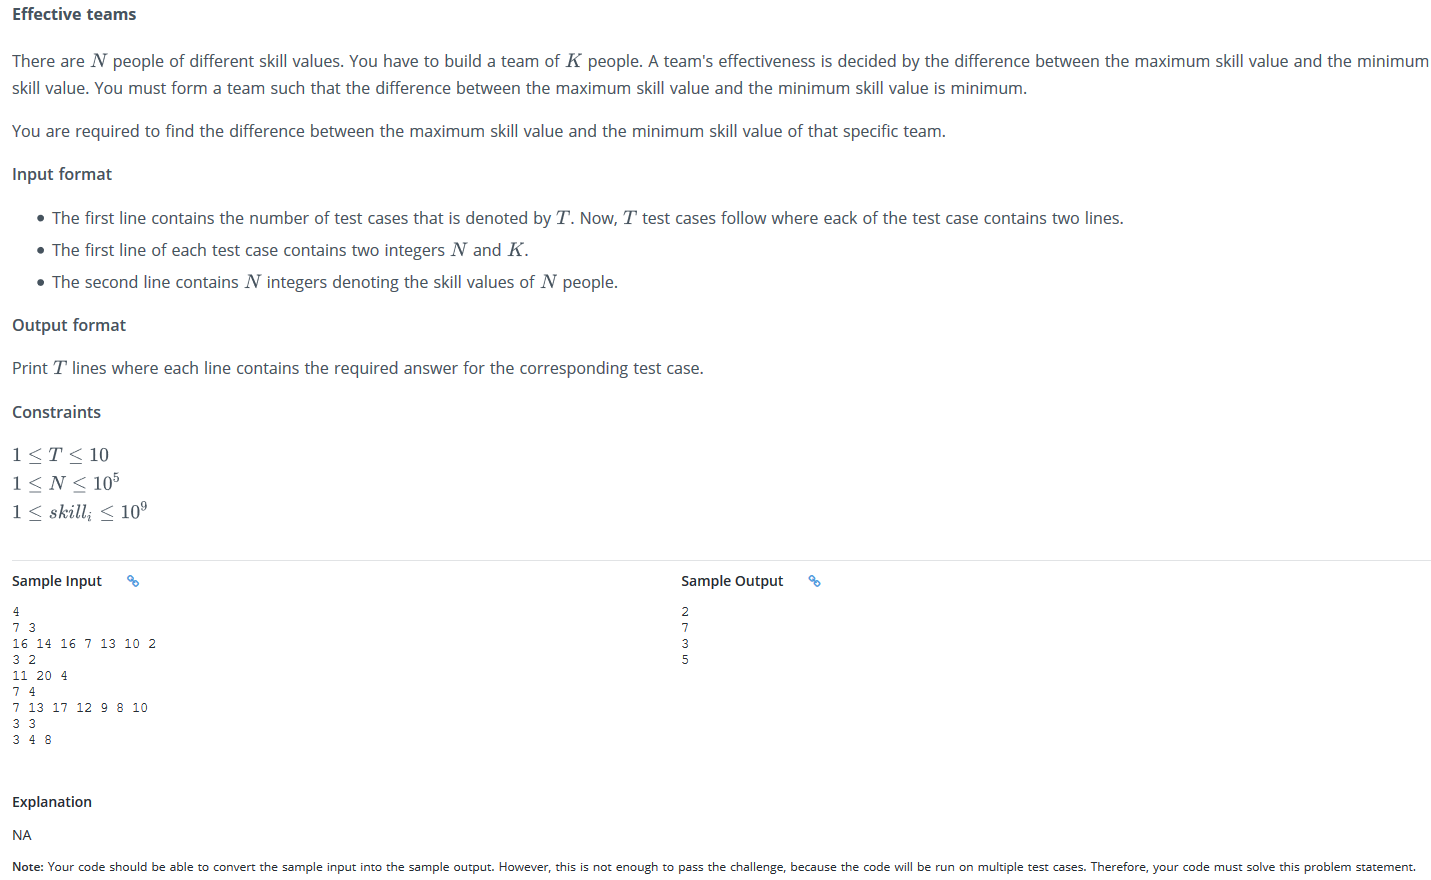 Effective teams
There are N people of different skill values. You have to build a team of K people. A team's effectiveness is decided by the difference between the maximum skill value and the minimum
skill value. You must form a team such that the difference between the maximum skill value and the minimum skill value is minimum.
You are required to find the difference between the maximum skill value and the minimum skill value of that specific team.
Input format
• The first line contains the number of test cases that is denoted by T. Now, T test cases follow where eack of the test case contains two lines.
• The first line of each test case contains two integers N and K.
• The second line contains N integers denoting the skill values of N people.
Output format
Print T lines where each line contains the required answer for the corresponding test case.
Constraints
1 ≤ T ≤ 10
1 ≤ N ≤ 10⁵
1 ≤ skillᵢ ≤ 10⁹
Sample Input
4
7 3
16 14 16 7 13 10 2
3 2
11 20 4
7 4
7 13 17 12 9 8 10
3 3
3 4 8
Sample Output
2
7
3
5
Explanation
NA
Note: Your code should be able to convert the sample input into the sample output. However, this is not enough to pass the challenge, because the code will be run on multiple test cases. Therefore, your code must solve this problem statement.